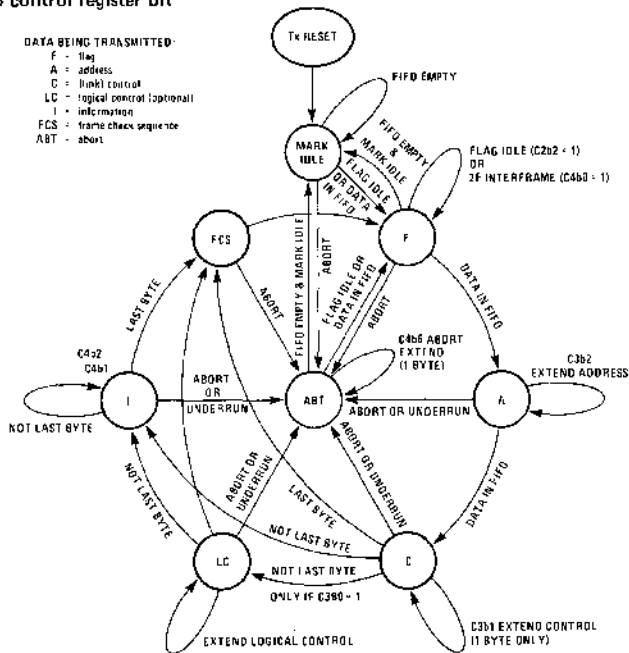 control register bit
DATA BEING TRANSMITTED:
F - flag
A = address
C = (link) control
LC = logical control (optional)
I = information
FCS = frame check sequence
ABT = abort
Tx RESET
FIFO EMPTY
MARK
IDLE
FIFO EMPTY
&
MARK IDLE
FLAG IDLE
OR DATA
IN FIFO
FLAG IDLE (C2b2 = 1)
OR
2F INTERFRAME (C4b0 = 1)
FCS
F
ABORT
FIFO EMPTY & MARK IDLE
ABORT
FLAG IDLE OR
DATA IN FIFO
ABORT
DATA IN FIFO
LAST BYTE
C4b6 ABORT
EXTEND
(1 BYTE)
C3b2
EXTEND ADDRESS
C4b2
C4b1
I
NOT LAST BYTE
ABORT
OR
UNDERRUN
ABT
ABORT OR UNDERRUN
A
NOT LAST BYTE
ABORT OR
UNDERRUN
LAST BYTE
NOT LAST BYTE
ABORT OR UNDERRUN
DATA IN FIFO
LC
NOT LAST BYTE
ONLY IF C3B0 = 1
C
EXTEND LOGICAL CONTROL
C3b1 EXTEND CONTROL
(1 BYTE ONLY)